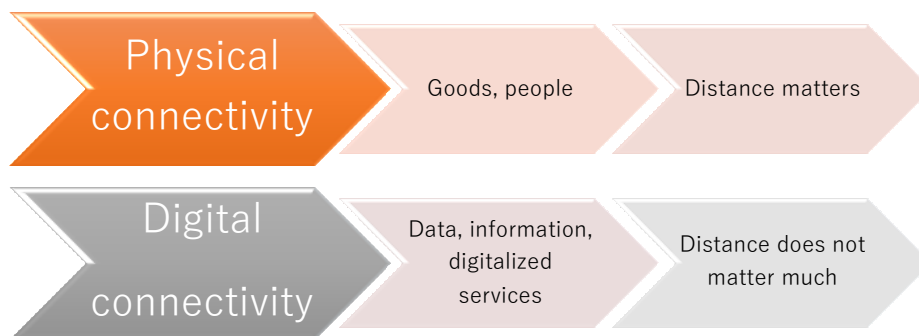 Physical
connectivity
Goods, people
Distance matters
Digital
connectivity
Data, information,
digitalized
services
Distance does not
matter much